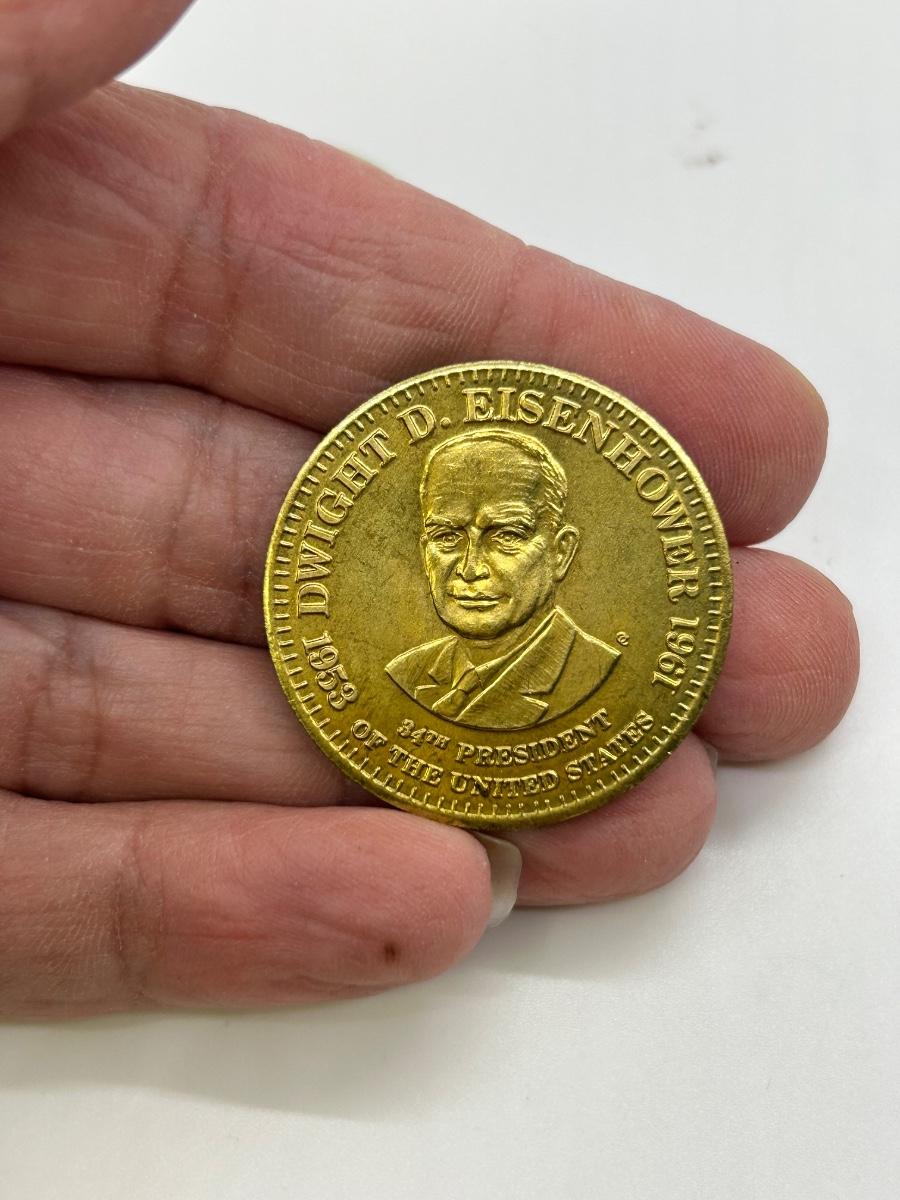 DWIGHT D. EISENHOWER
1953
1961
34TH PRESIDENT
OF THE UNITED STATES